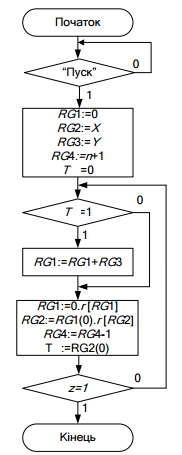 Початок
“Пуск”
0
1
RG1:=0
RG2:=X
RG3:=Y
RG4:=n+1
T :=0
T =1
0
1
RG1:=RG1+RG3
RG1:=0.r[RG1]
RG2:=RG1(0).r[RG2]
RG4:=RG4-1
T :=RG2(0)
z=1
0
1
Кінець